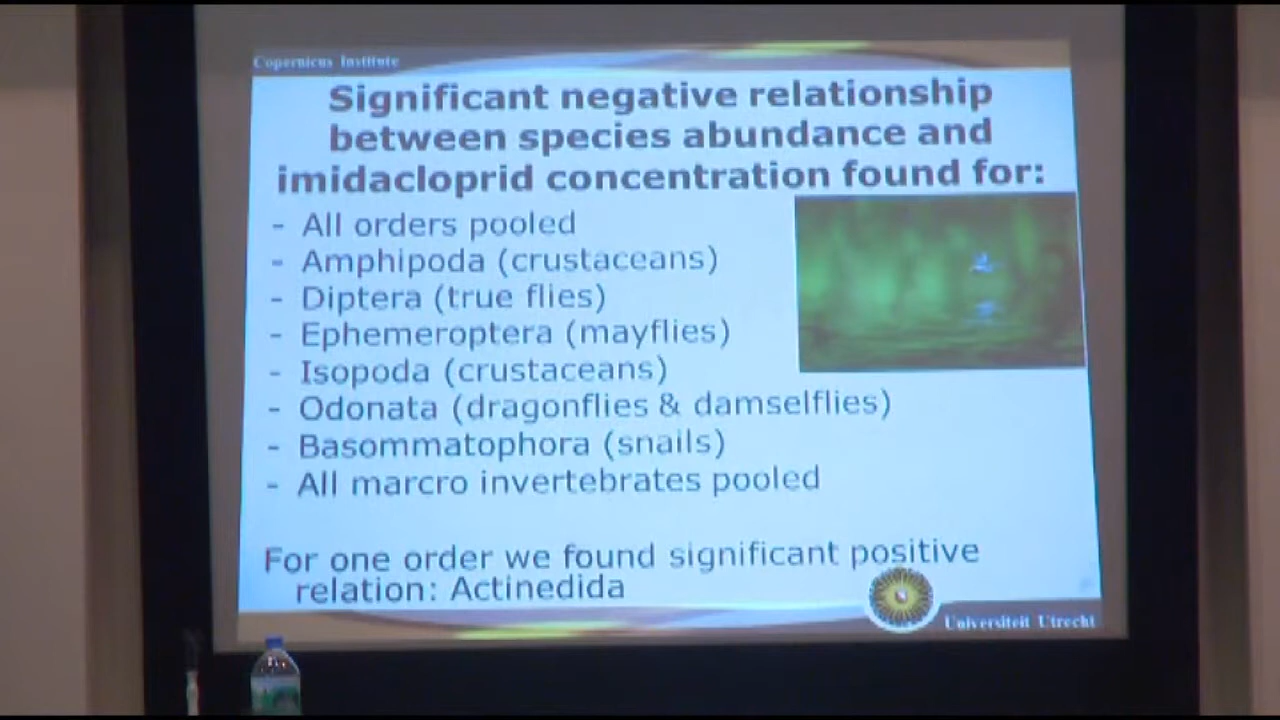 Copernicus Institute
Significant negative relationship
between species abundance and
imidacloprid concentration found for:
- All orders pooled
- Amphipoda (crustaceans)
- Diptera (true flies)
- Ephemeroptera (mayflies)
- Isopoda (crustaceans)
- Odonata (dragonflies & damselflies)
- Basommatophora (snails)
- All marcro invertebrates pooled
For one order we found significant positive
relation: Actinedida
Universiteit Utrecht